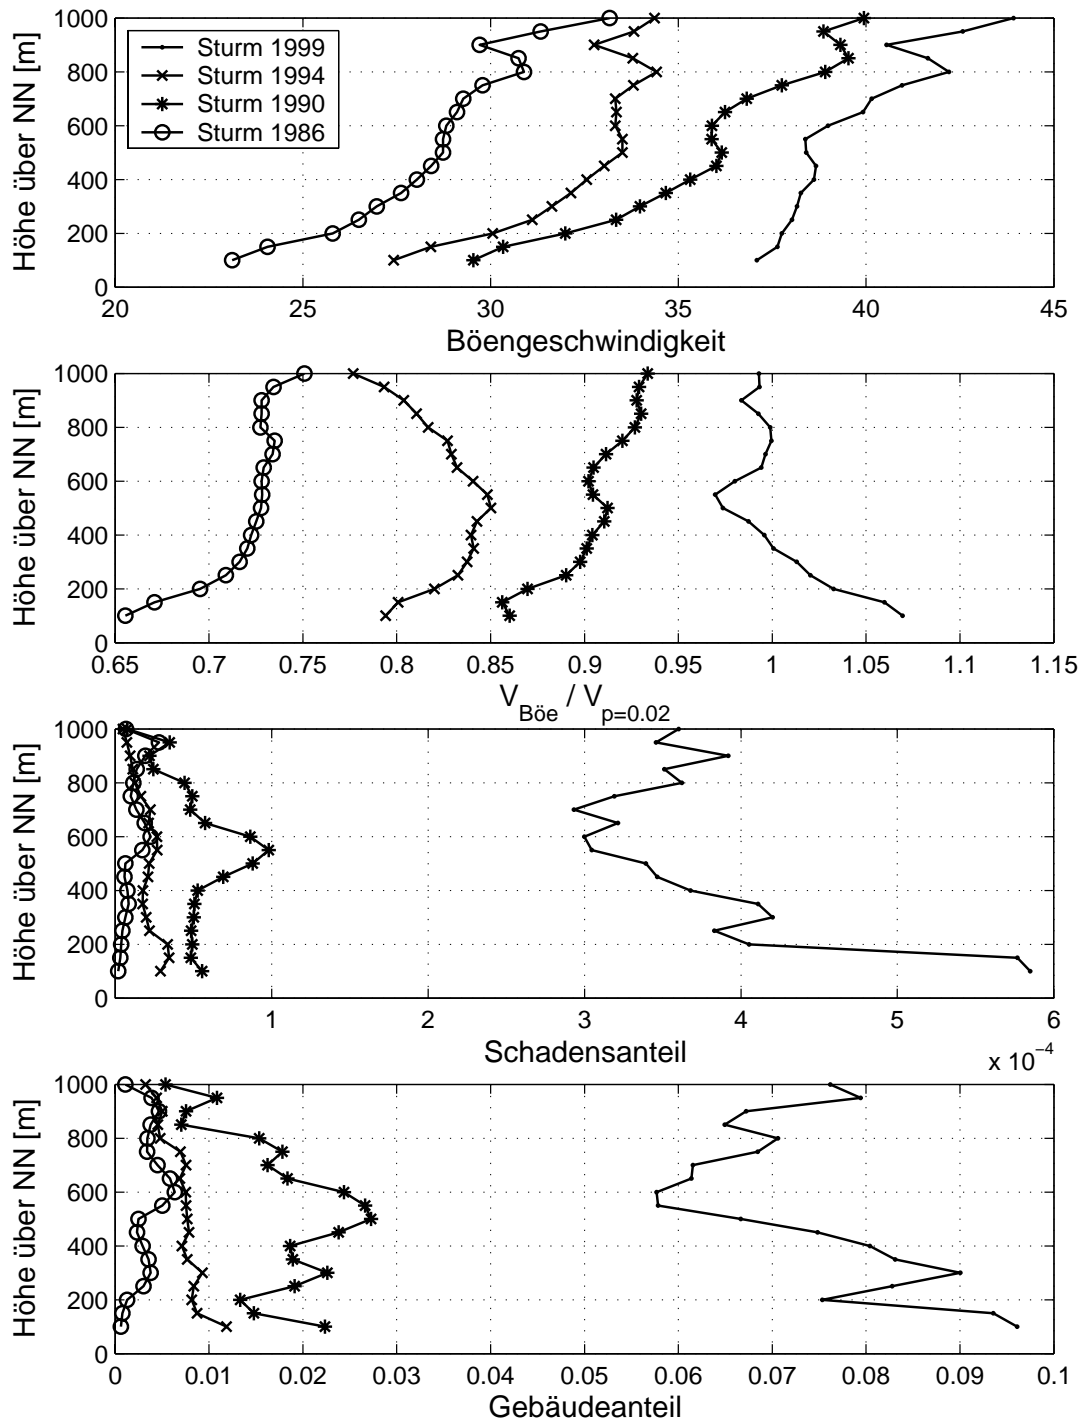 1000
800
600
400
200
0
Höhe über NN [m]
Sturm 1999
Sturm 1994
Sturm 1990
Sturm 1986
20 25 30 35 40 45
Böengeschwindigkeit
1000
800
600
400
200
0
Höhe über NN [m]
0.65 0.7 0.75 0.8 0.85 0.9 0.95 1 1.05 1.1 1.15
V_Böe / V_p=0.02
1000
800
600
400
200
0
Höhe über NN [m]
1 2 3 4 5 6
Schadensanteil
x 10^−4
1000
800
600
400
200
0
Höhe über NN [m]
0 0.01 0.02 0.03 0.04 0.05 0.06 0.07 0.08 0.09 0.1
Gebäudeanteil